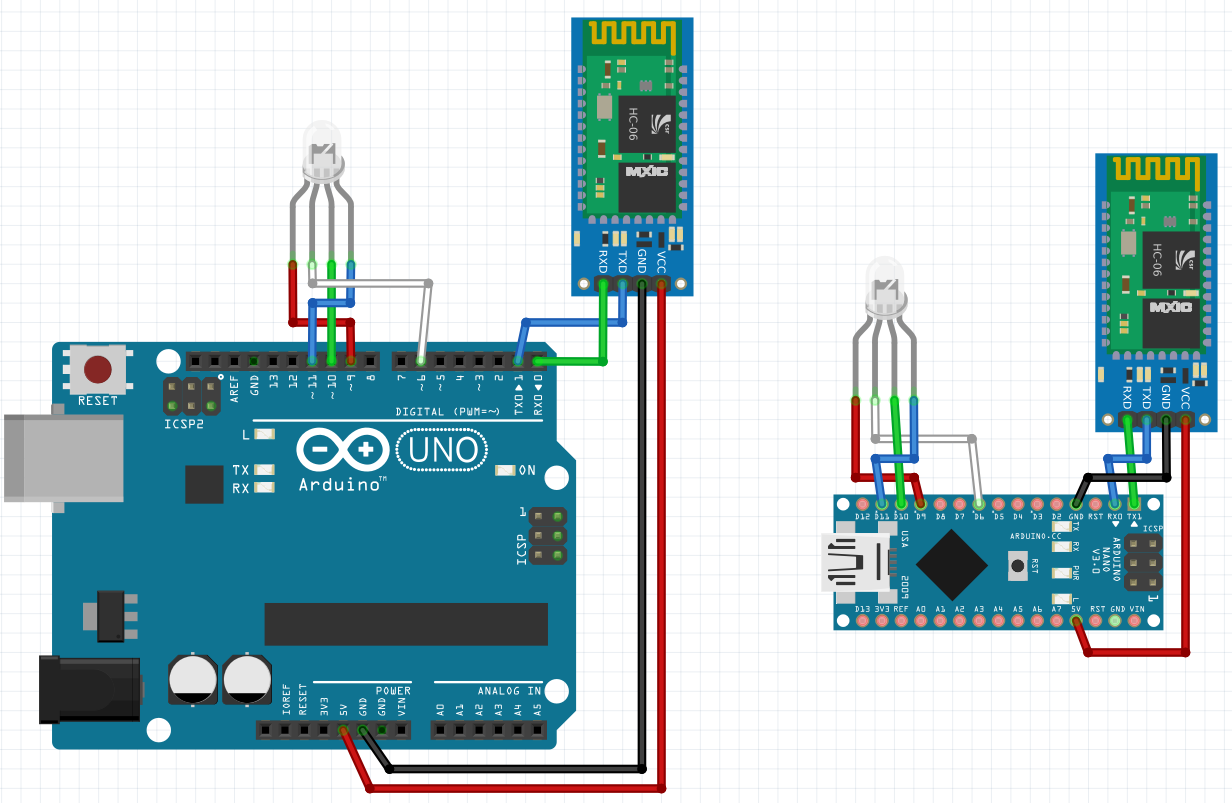 HC-06
csr
MXIC
RXD
TXD
GND
VCC
RESET
ICSP2
AREF
GND
13
12
~11
~10
~9
8
7
~6
~5
4
~3
2
TXD 1
RXD 0
DIGITAL (PWM=~)
L
TX
RX
UNO
Arduino™
ON
1
ICSP
IOREF
RESET
3V3
5V
GND
GND
VIN
POWER
ANALOG IN
A0
A1
A2
A3
A4
A5
HC-06
csr
MXIC
RXD
TXD
GND
VCC
D12
D11
D10
D9
D8
D7
D6
D5
D4
D3
D2
GND
RST
RX0
TX1
USA
2009
TX
RX
PWR
L
ARDUINO.CC
RST
ARDUINO
NANO
V3.0
ICSP
1
D13
3V3
REF
A0
A1
A2
A3
A4
A5
A6
A7
5V
RST
GND
VIN